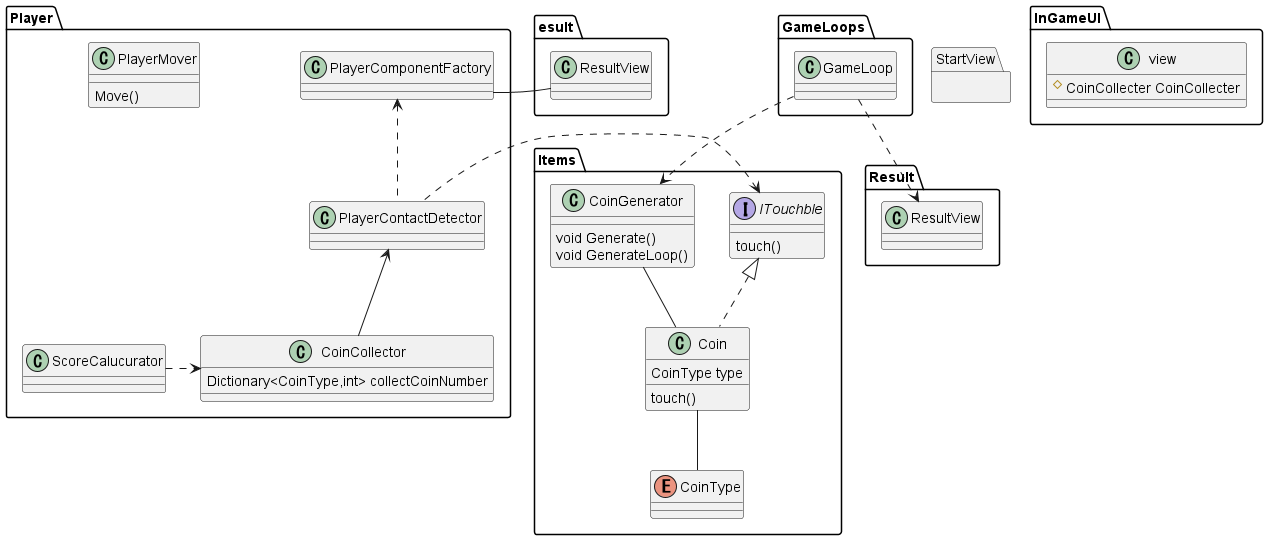 Player
PlayerMover
Move()
PlayerComponentFactory
PlayerContactDetector
ScoreCalucurator
CoinCollector
Dictionary<CoinType,int> collectCoinNumber
esult
ResultView
Items
CoinGenerator
void Generate()
void GenerateLoop()
ITouchble
touch()
Coin
CoinType type
touch()
CoinType
GameLoops
GameLoop
Result
ResultView
StartView
InGameUI
view
CoinCollecter CoinCollecter